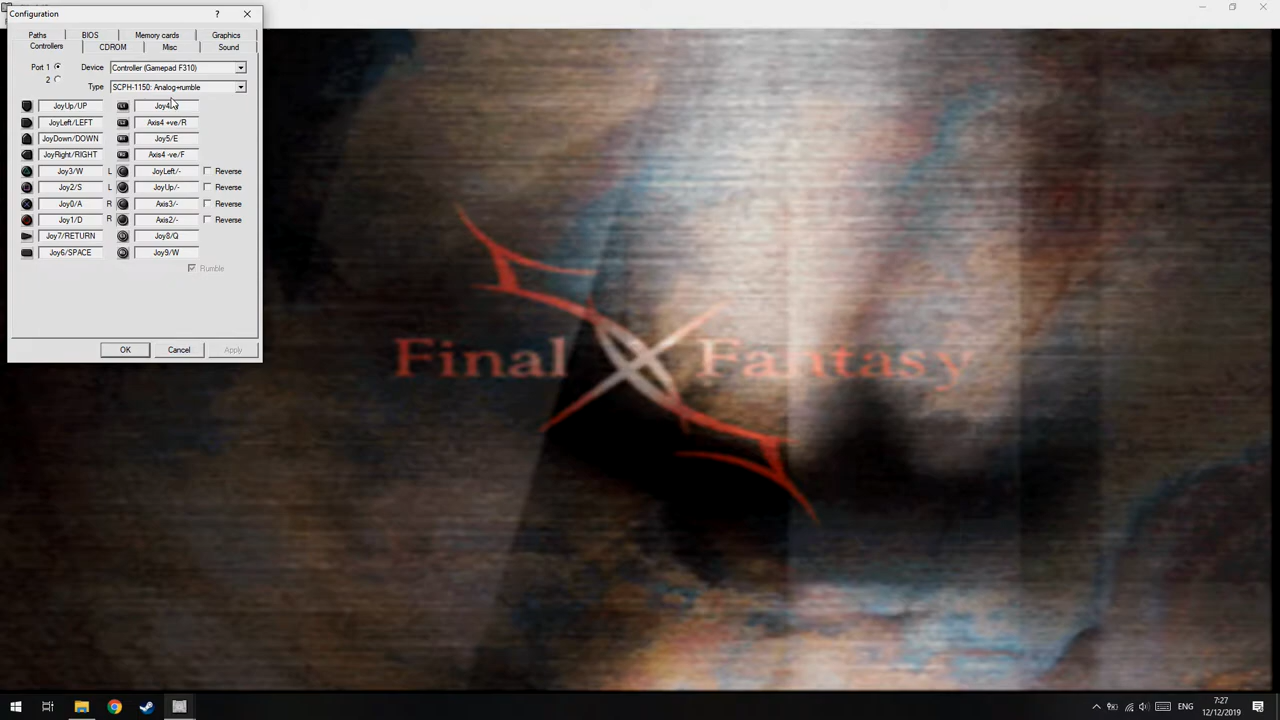 Configuration
?
Paths BIOS Memory cards Graphics
Controllers CDROM Misc Sound
Port 1 Device Controller (Gamepad F310)
2 Type SCPH-1150: Analog+rumble
JoyUp/UP
JoyLeft/LEFT Axis4 +ve/R
JoyDown/DOWN Joy5/E
JoyRight/RIGHT Axis4 -ve/F
Joy3/W L JoyLeft/- Reverse
Joy2/S L JoyUp/- Reverse
Joy0/A R Axis3/- Reverse
Joy1/D R Axis2/- Reverse
Joy7/RETURN Joy8/Q
Joy6/SPACE Joy9/W
Rumble
OK Cancel Apply
Final Fantasy
ENG 7:27
12/12/2019